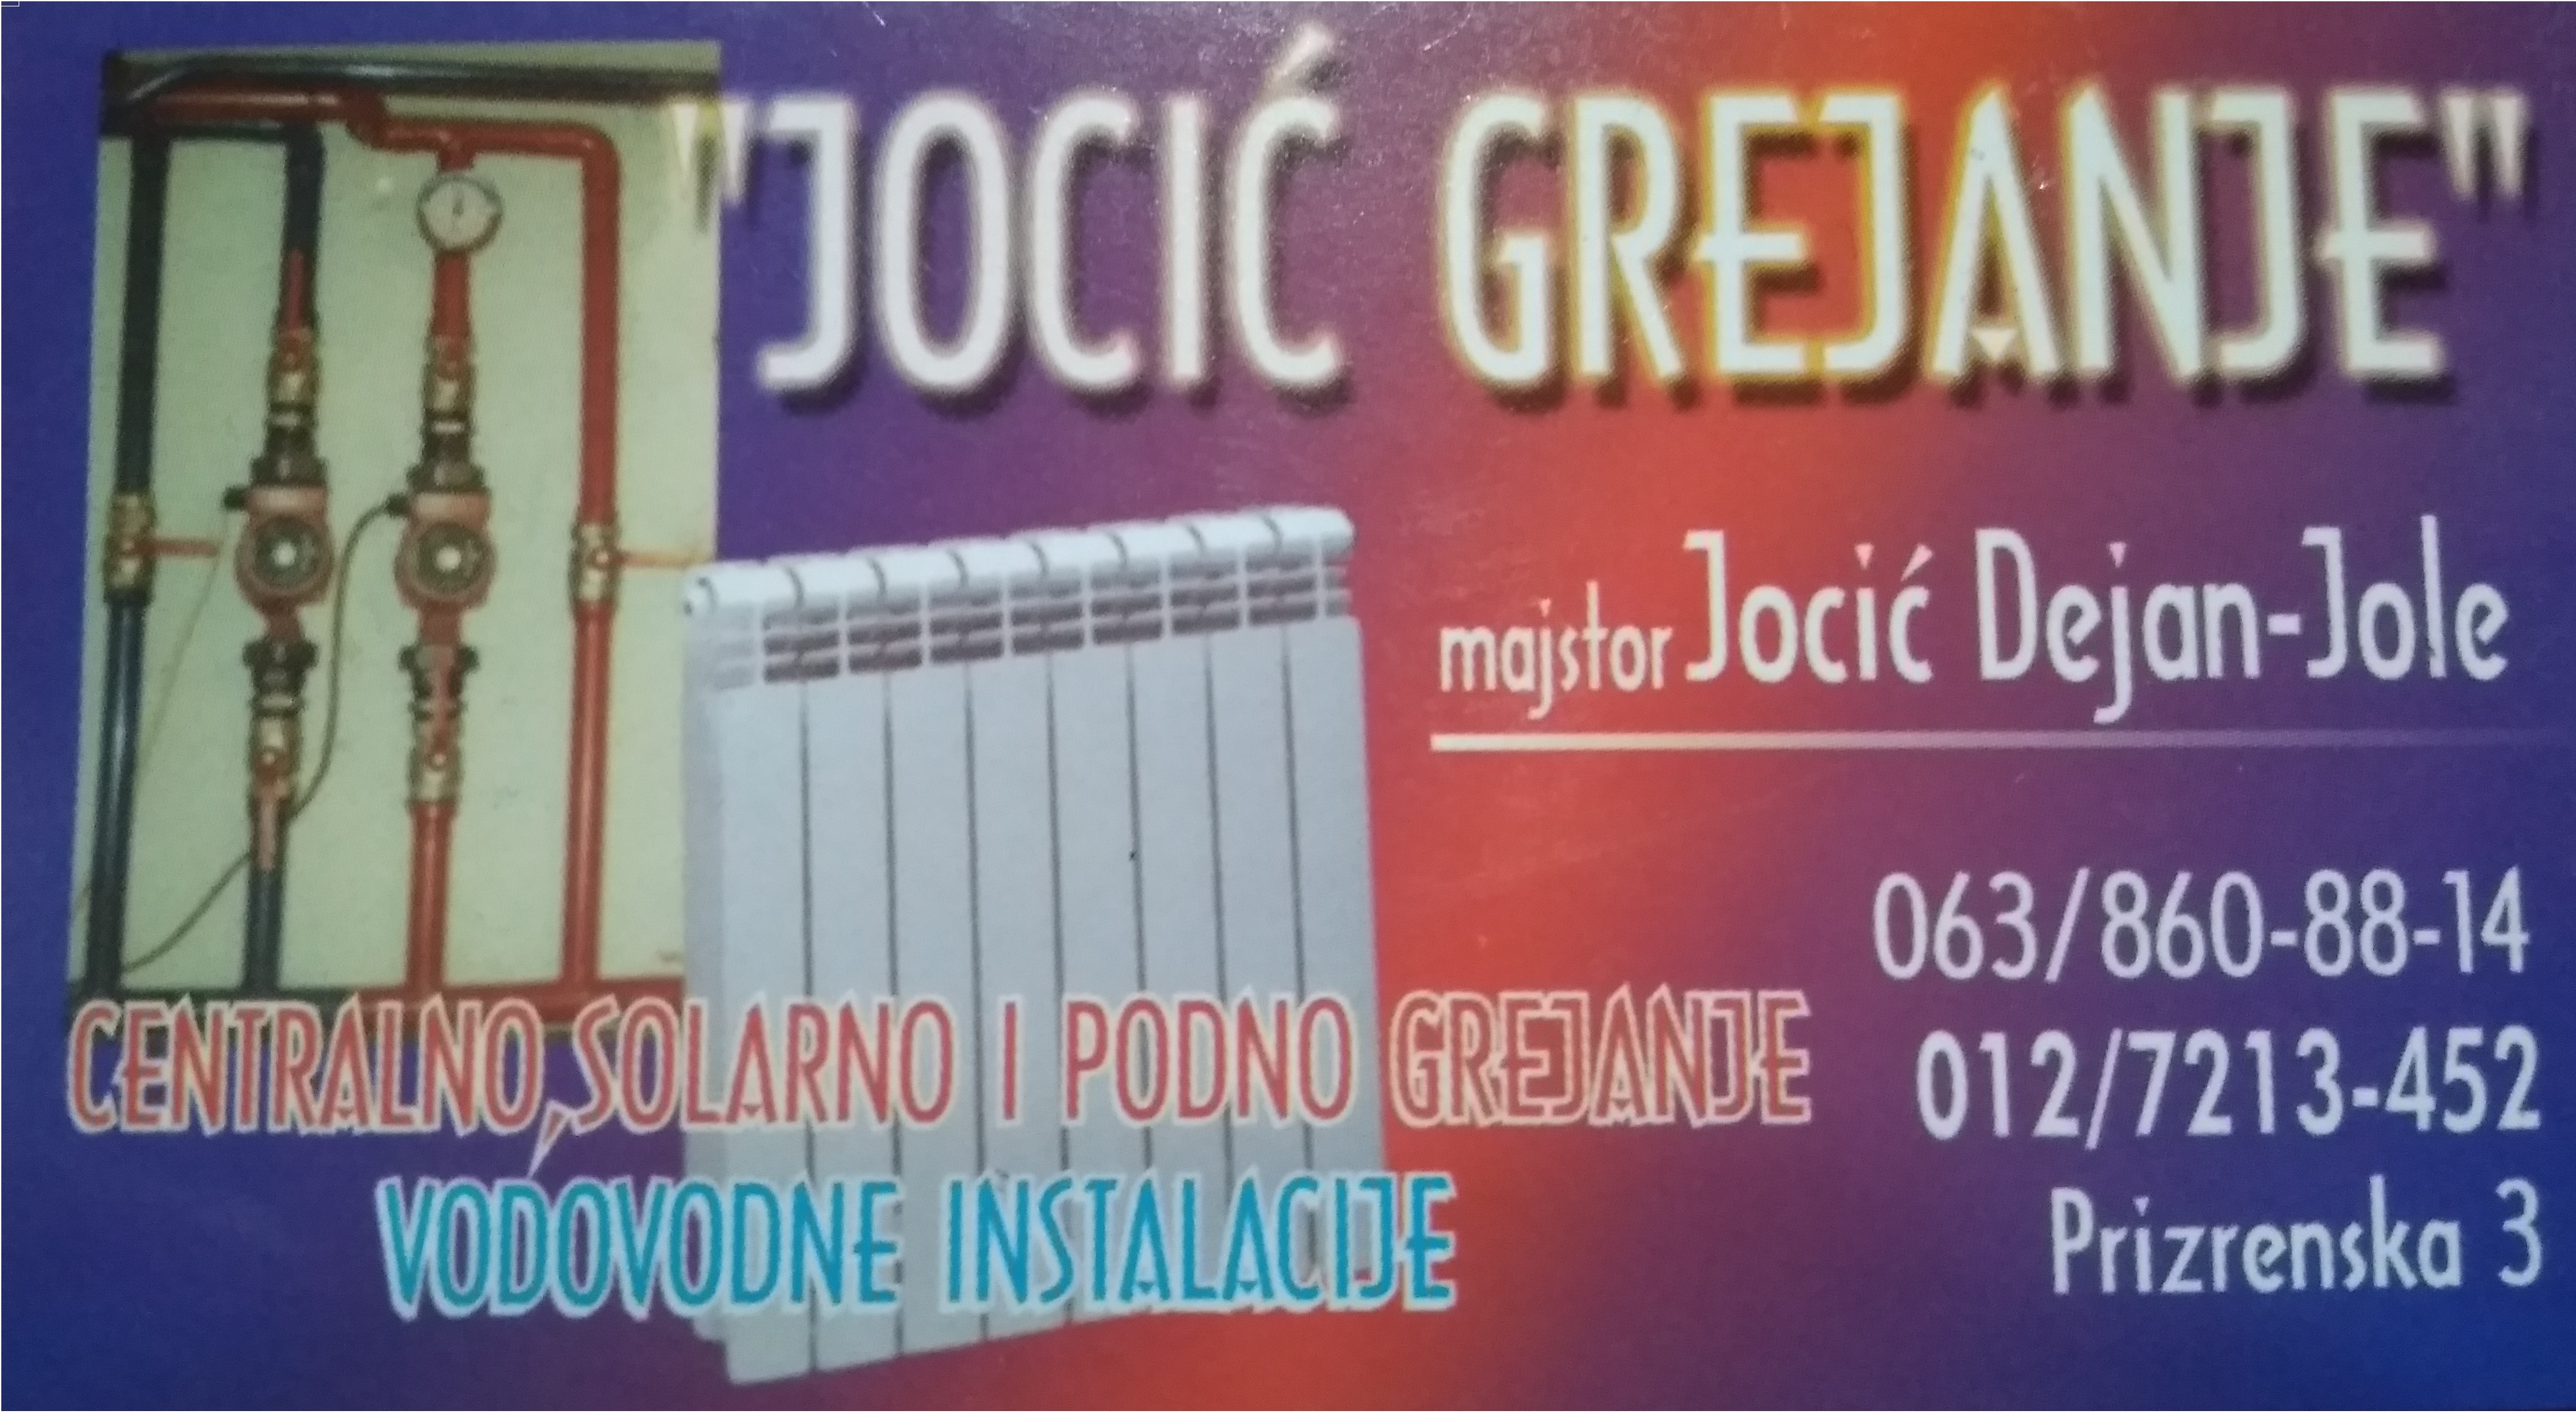 "JOCIĆ GREJANJE"
majstor Jocić Dejan-Jole
063/860-88-14
012/7213-452
Prizrenska 3
CENTRALNO,SOLARNO I PODNO GREJANJE
VODOVODNE INSTALACIJE